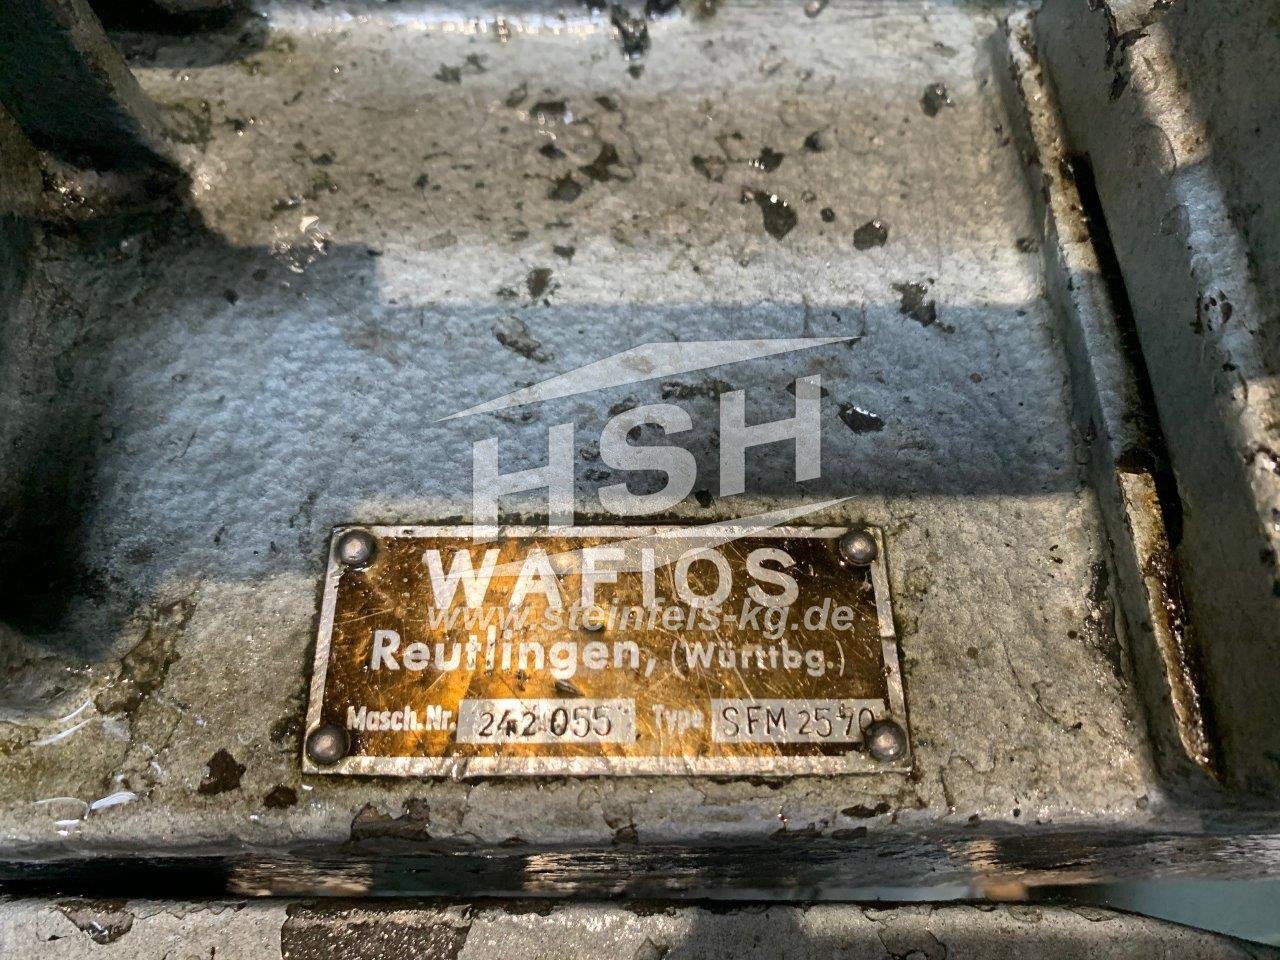 HSH
WAFIOS
www.steinfels-kg.de
Reutlingen, (Württbg.)
Masch.Nr. 242 055 Type SFM 25-70